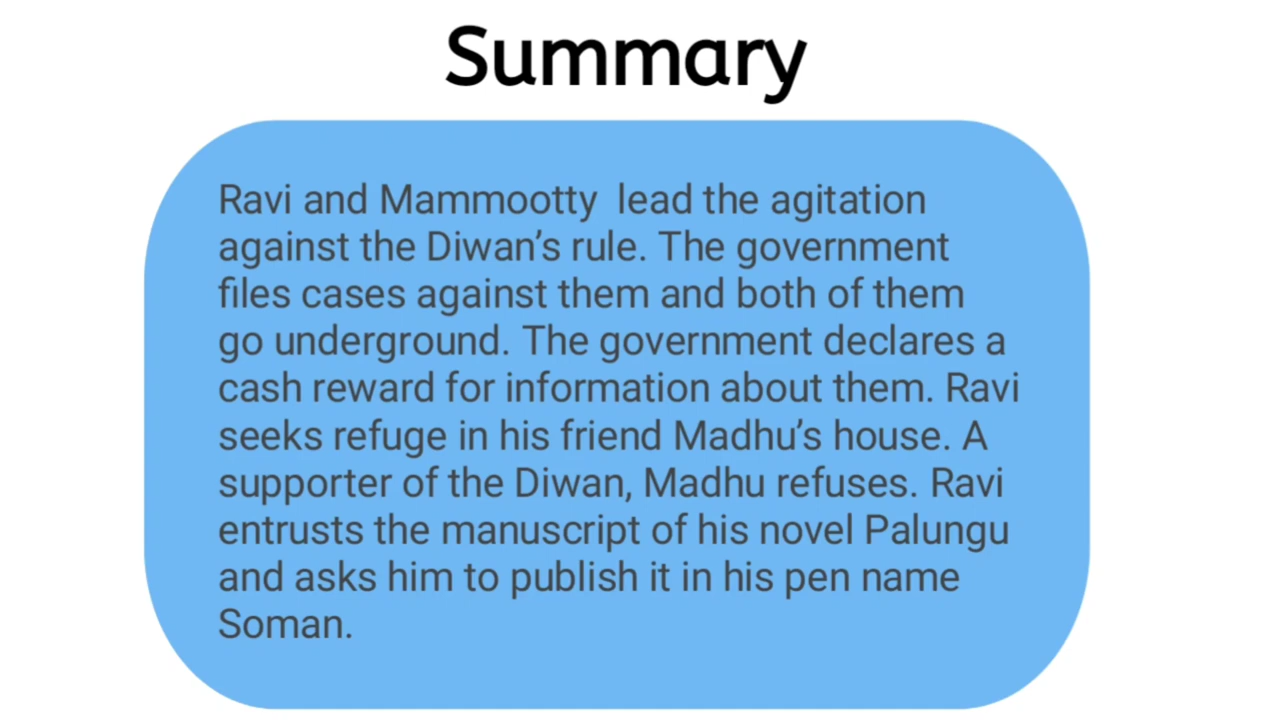 Summary
Ravi and Mammootty  lead the agitation
against the Diwan’s rule. The government
files cases against them and both of them
go underground. The government declares a
cash reward for information about them. Ravi
seeks refuge in his friend Madhu’s house. A
supporter of the Diwan, Madhu refuses. Ravi
entrusts the manuscript of his novel Palungu
and asks him to publish it in his pen name
Soman.